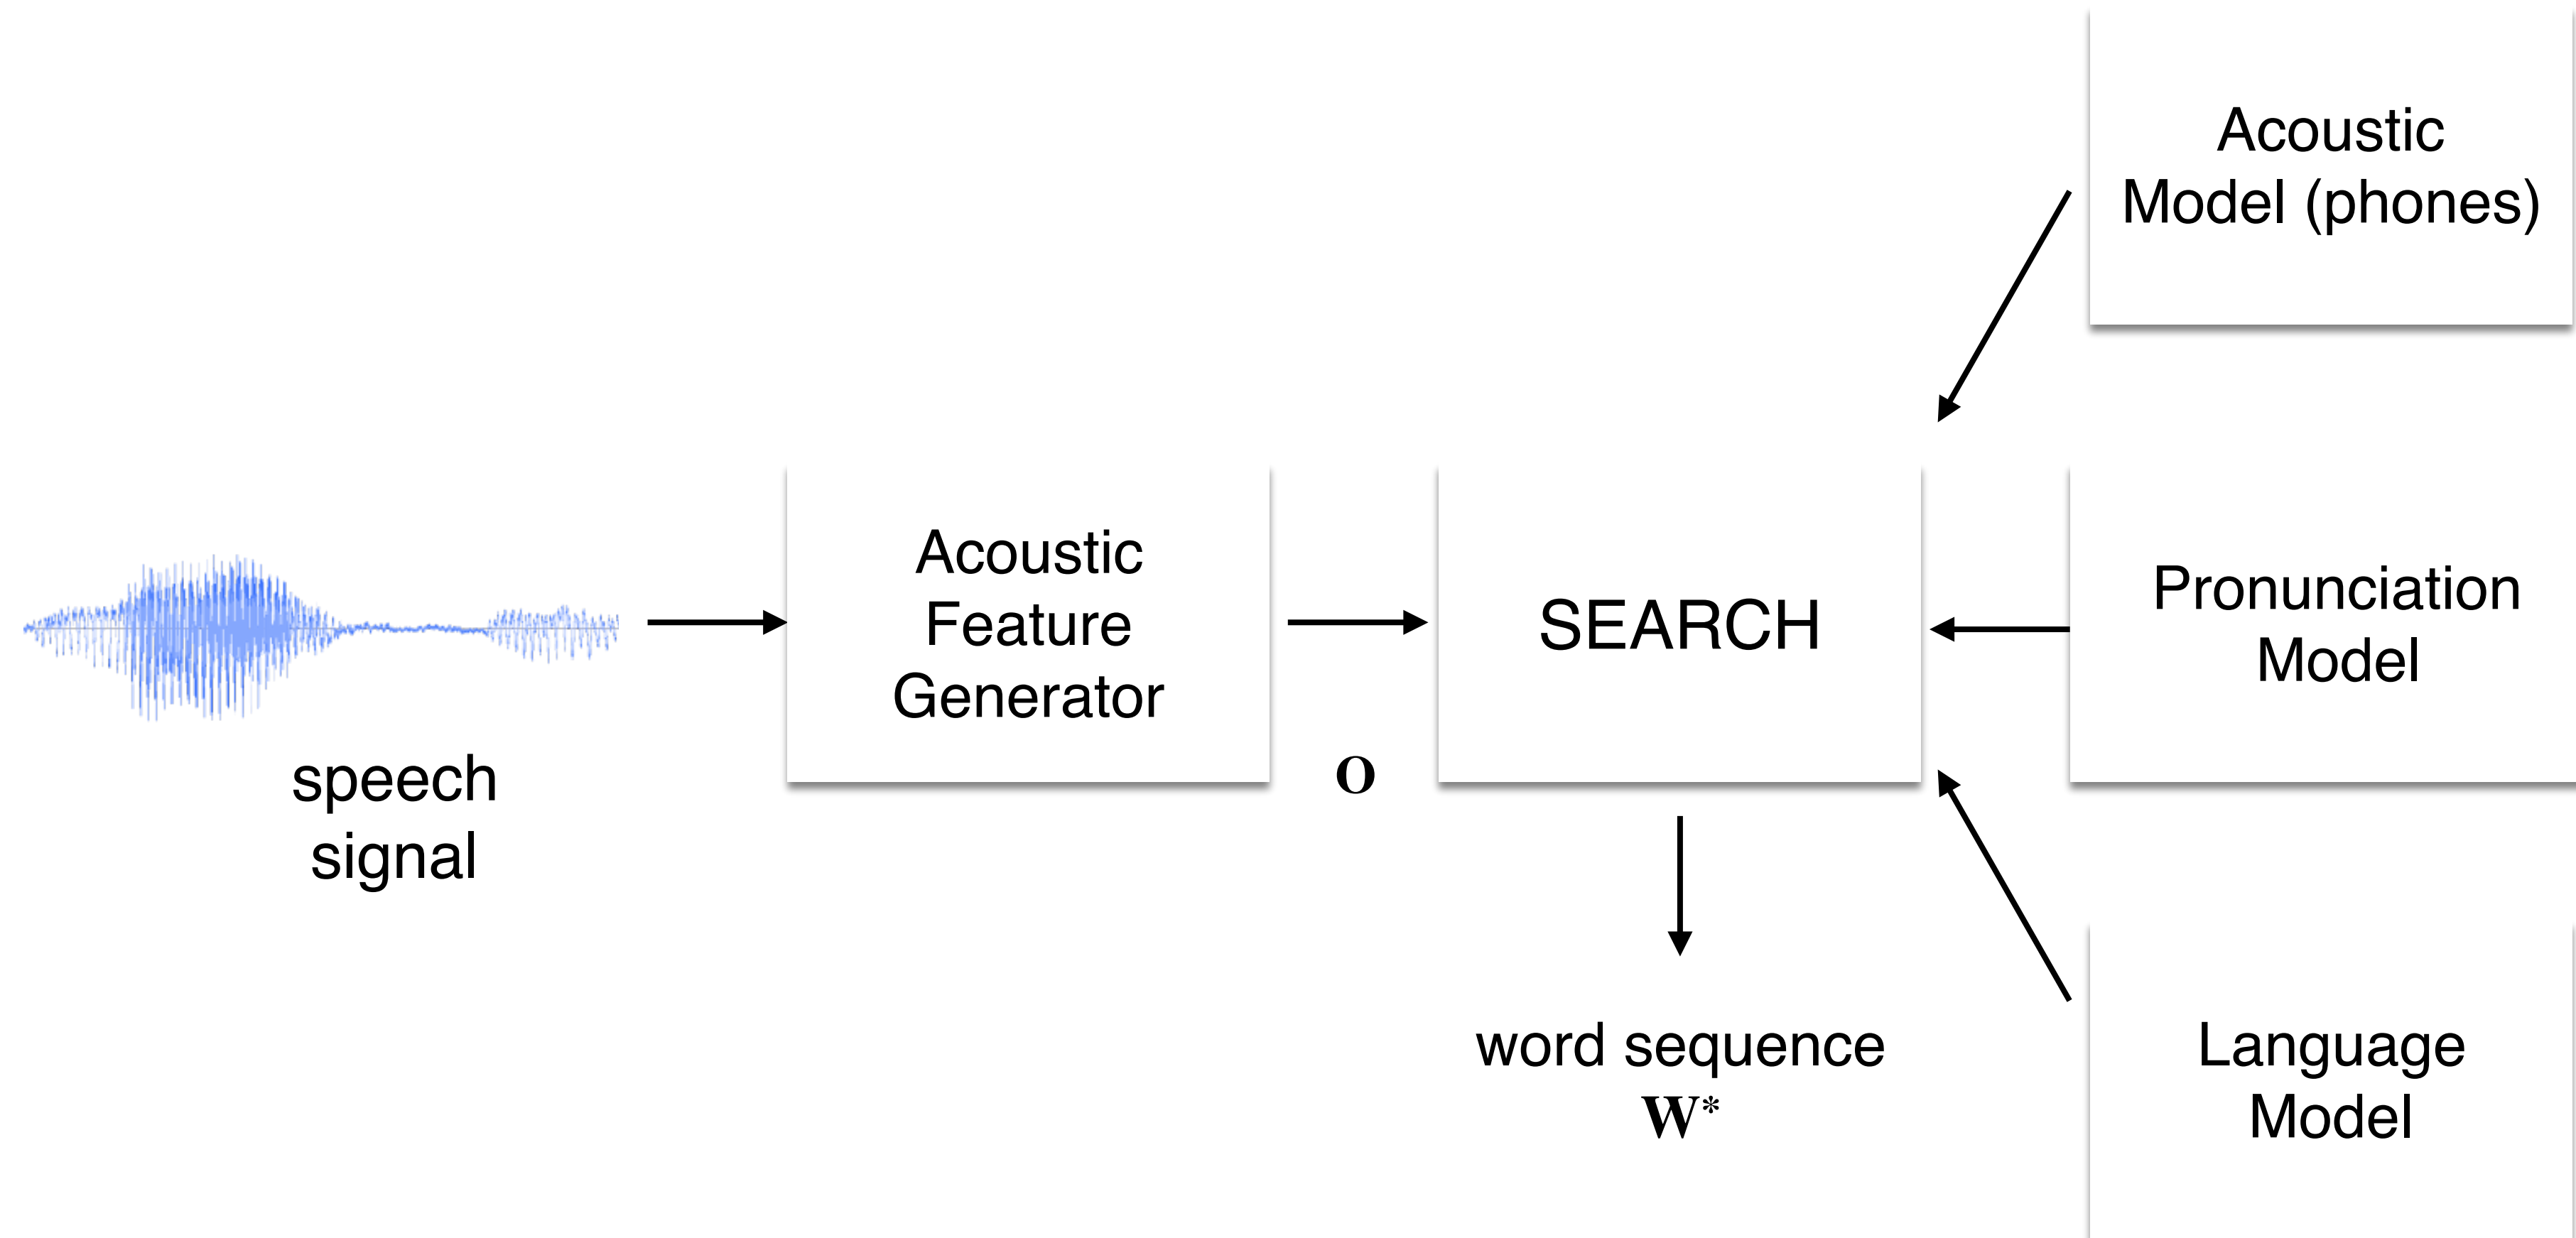 Acoustic
Model (phones)
Acoustic
Feature
Generator
SEARCH
Pronunciation
Model
speech
signal
O
word sequence
W*
Language
Model